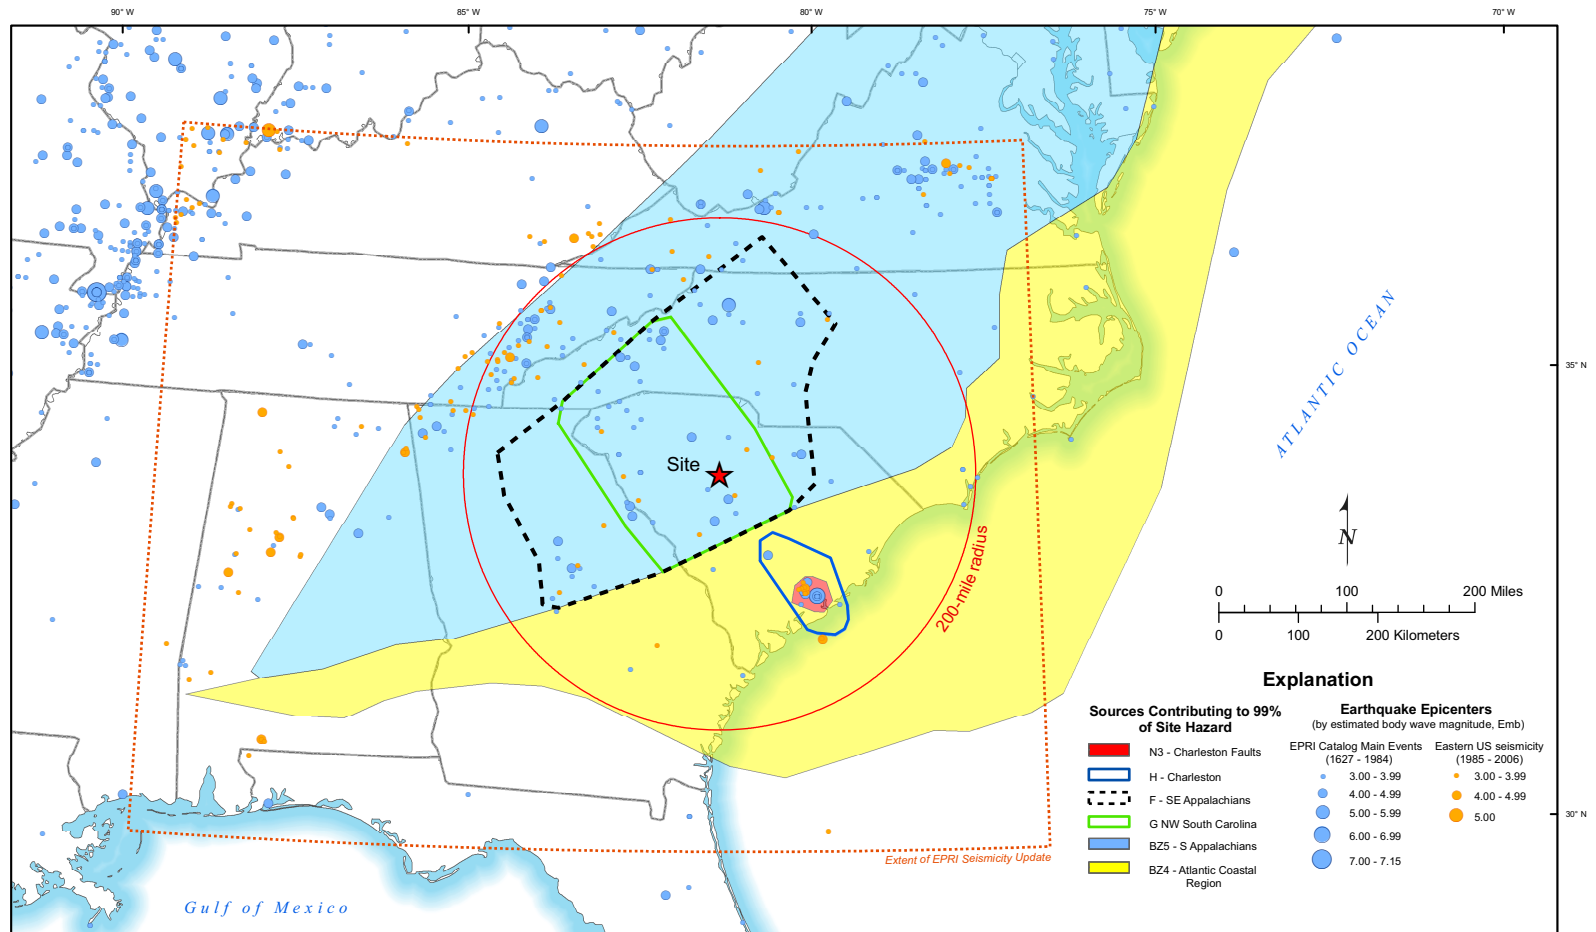 90° W
85° W
80° W
75° W
70° W
35° N
30° N
Site
200-mile radius
ATLANTIC OCEAN
Gulf of Mexico
Extent of EPRI Seismicity Update
N
0 100 200 Miles
0 100 200 Kilometers
Explanation
Sources Contributing to 99%
of Site Hazard
N3 - Charleston Faults
H - Charleston
F - SE Appalachians
G NW South Carolina
BZ5 - S Appalachians
BZ4 - Atlantic Coastal
Region
Earthquake Epicenters
(by estimated body wave magnitude, Emb)
EPRI Catalog Main Events
(1627 - 1984)
3.00 - 3.99
4.00 - 4.99
5.00 - 5.99
6.00 - 6.99
7.00 - 7.15
Eastern US seismicity
(1985 - 2006)
3.00 - 3.99
4.00 - 4.99
5.00